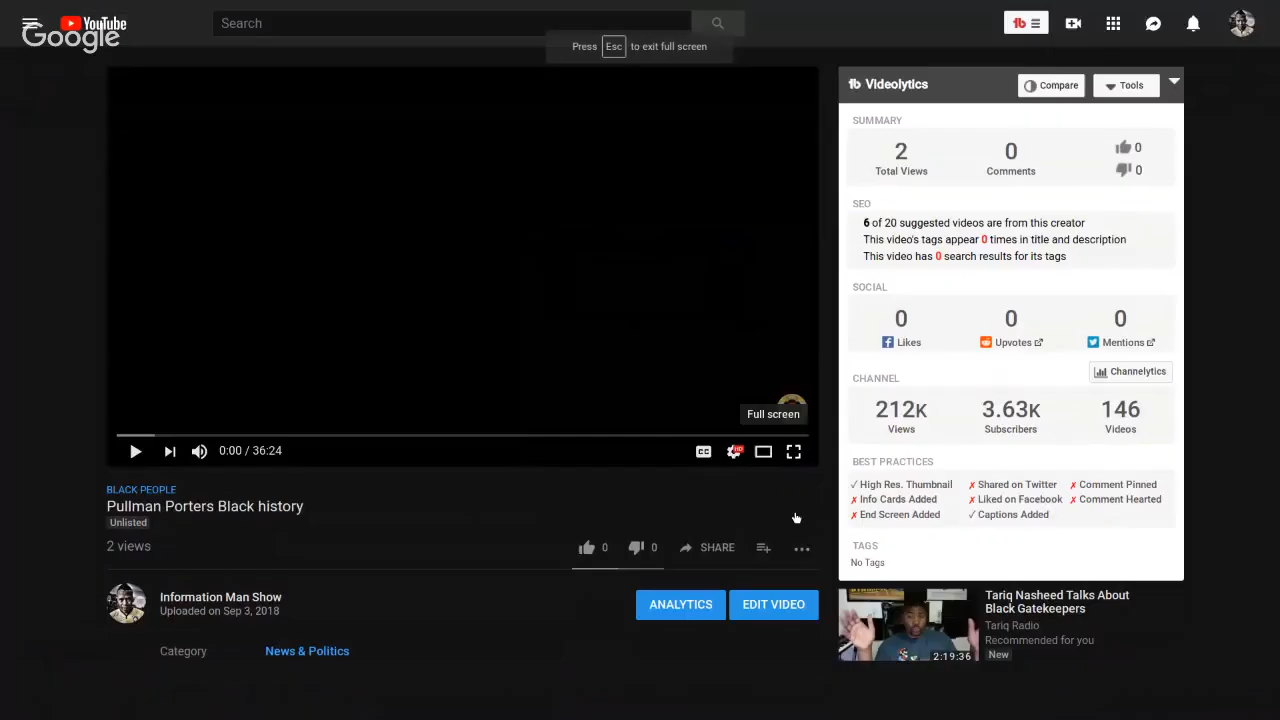 YouTube
Google
Search
tb
Press Esc to exit full screen
tb Videolytics
Compare
Tools
SUMMARY
2
0
0
Total Views
Comments
0
SEO
6 of 20 suggested videos are from this creator
This video's tags appear 0 times in title and description
This video has 0 search results for its tags
SOCIAL
0
0
0
Likes
Upvotes
Mentions
CHANNEL
Channelytics
212K
3.63K
146
Views
Subscribers
Videos
BEST PRACTICES
✓ High Res. Thumbnail
✗ Shared on Twitter
✗ Comment Pinned
✗ Info Cards Added
✗ Liked on Facebook
✗ Comment Hearted
✗ End Screen Added
✓ Captions Added
TAGS
No Tags
Full screen
0:00 / 36:24
CC
HD
BLACK PEOPLE
Pullman Porters Black history
Unlisted
2 views
0
0
SHARE
Information Man Show
Uploaded on Sep 3, 2018
ANALYTICS
EDIT VIDEO
Category
News & Politics
Tariq Nasheed Talks About
Black Gatekeepers
Tariq Radio
Recommended for you
New
2:19:36